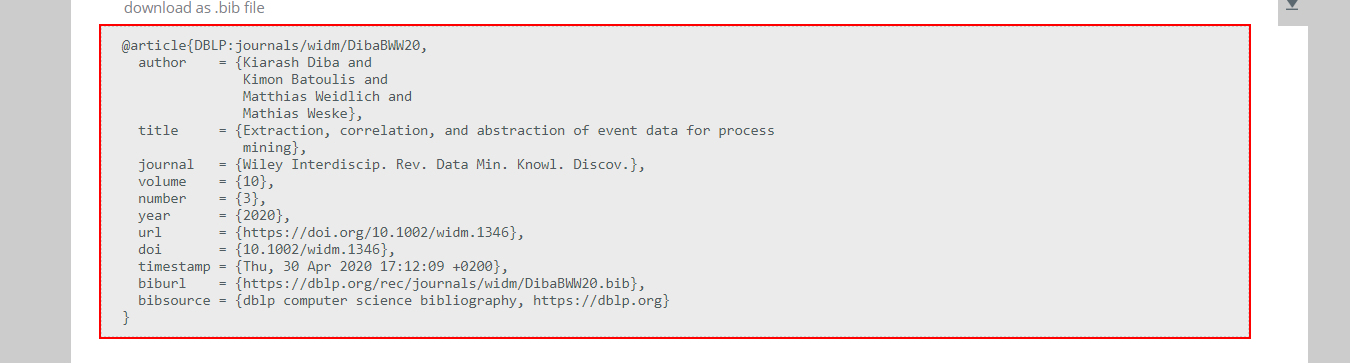 download as .bib file
@article{DBLP:journals/widm/DibaBWW20,
  author    = {Kiarash Diba and
               Kimon Batoulis and
               Matthias Weidlich and
               Mathias Weske},
  title     = {Extraction, correlation, and abstraction of event data for process
               mining},
  journal   = {Wiley Interdiscip. Rev. Data Min. Knowl. Discov.},
  volume    = {10},
  number    = {3},
  year      = {2020},
  url       = {https://doi.org/10.1002/widm.1346},
  doi       = {10.1002/widm.1346},
  timestamp = {Thu, 30 Apr 2020 17:12:09 +0200},
  biburl    = {https://dblp.org/rec/journals/widm/DibaBWW20.bib},
  bibsource = {dblp computer science bibliography, https://dblp.org}
}